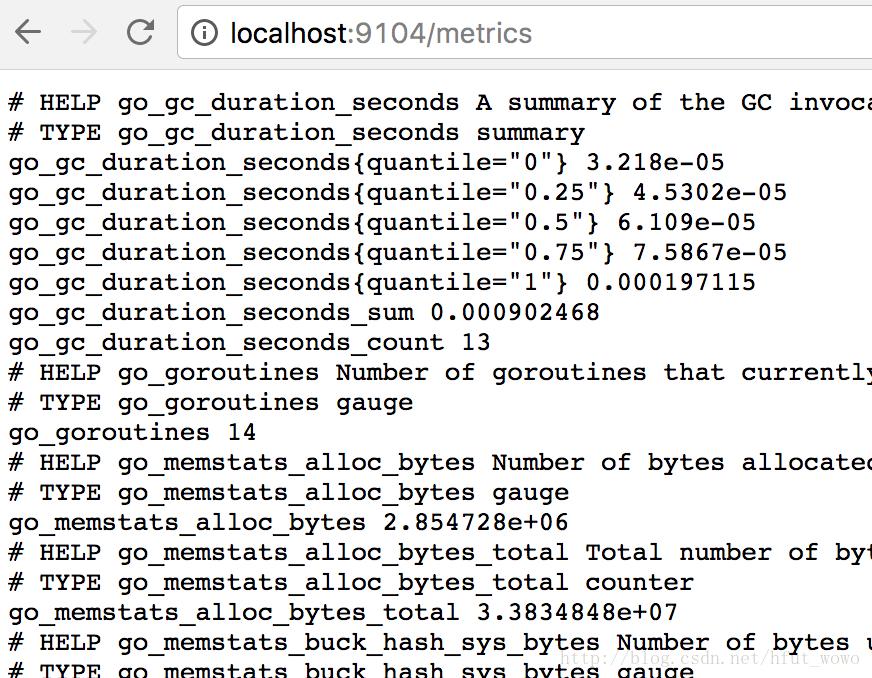 localhost:9104/metrics
# HELP go_gc_duration_seconds A summary of the GC
# TYPE go_gc_duration_seconds summary
go_gc_duration_seconds{quantile="0"} 3.218e-05
go_gc_duration_seconds{quantile="0.25"} 4.5302e-05
go_gc_duration_seconds{quantile="0.5"} 6.109e-05
go_gc_duration_seconds{quantile="0.75"} 7.5867e-05
go_gc_duration_seconds{quantile="1"} 0.000197115
go_gc_duration_seconds_sum 0.000902468
go_gc_duration_seconds_count 13
# HELP go_goroutines Number of goroutines that currently
# TYPE go_goroutines gauge
go_goroutines 14
# HELP go_memstats_alloc_bytes Number of bytes allocated
# TYPE go_memstats_alloc_bytes gauge
go_memstats_alloc_bytes 2.854728e+06
# HELP go_memstats_alloc_bytes_total Total number of
# TYPE go_memstats_alloc_bytes_total counter
go_memstats_alloc_bytes_total 3.3834848e+07
# HELP go_memstats_buck_hash_sys_bytes Number of bytes
# TYPE go_memstats_buck_hash_sys_bytes gauge
http://blog.csdn.net/hfut_wowo